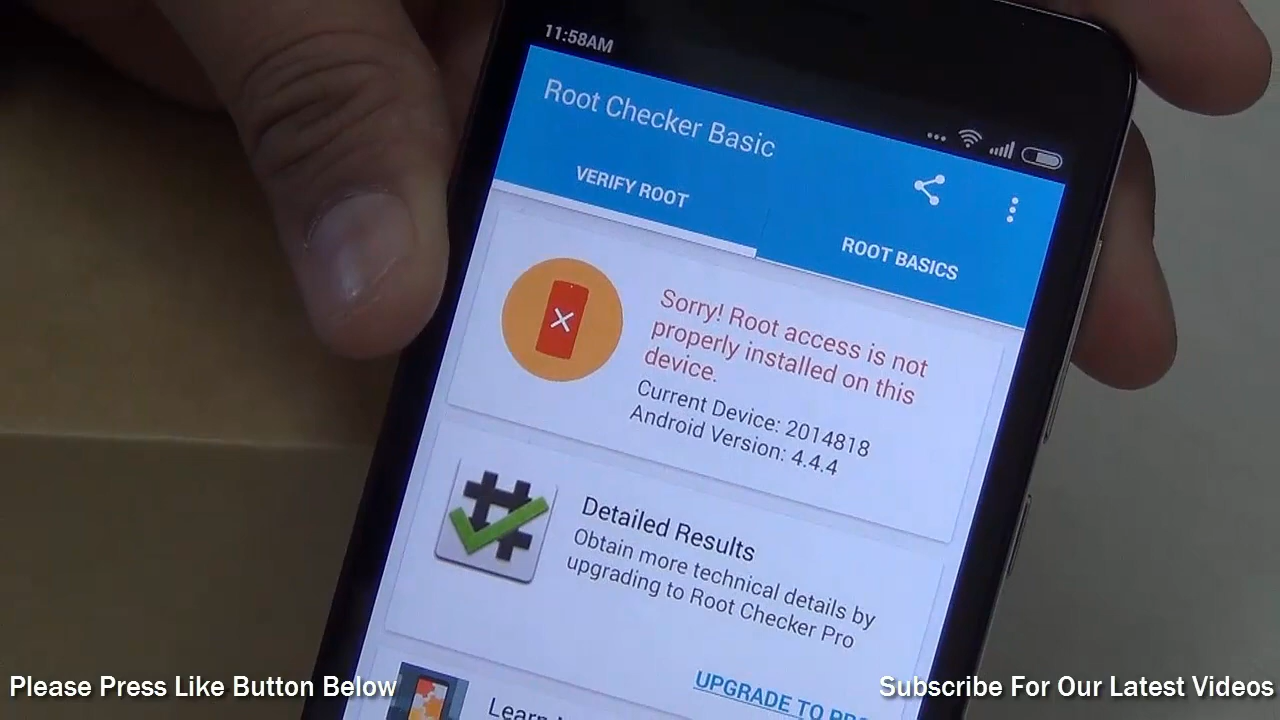 11:58AM
Root Checker Basic
VERIFY ROOT
ROOT BASICS
Sorry! Root access is not
properly installed on this
device.
Current Device: 2014818
Android Version: 4.4.4
Detailed Results
Obtain more technical details by
upgrading to Root Checker Pro
UPGRADE TO
Learn
Please Press Like Button Below
Subscribe For Our Latest Videos